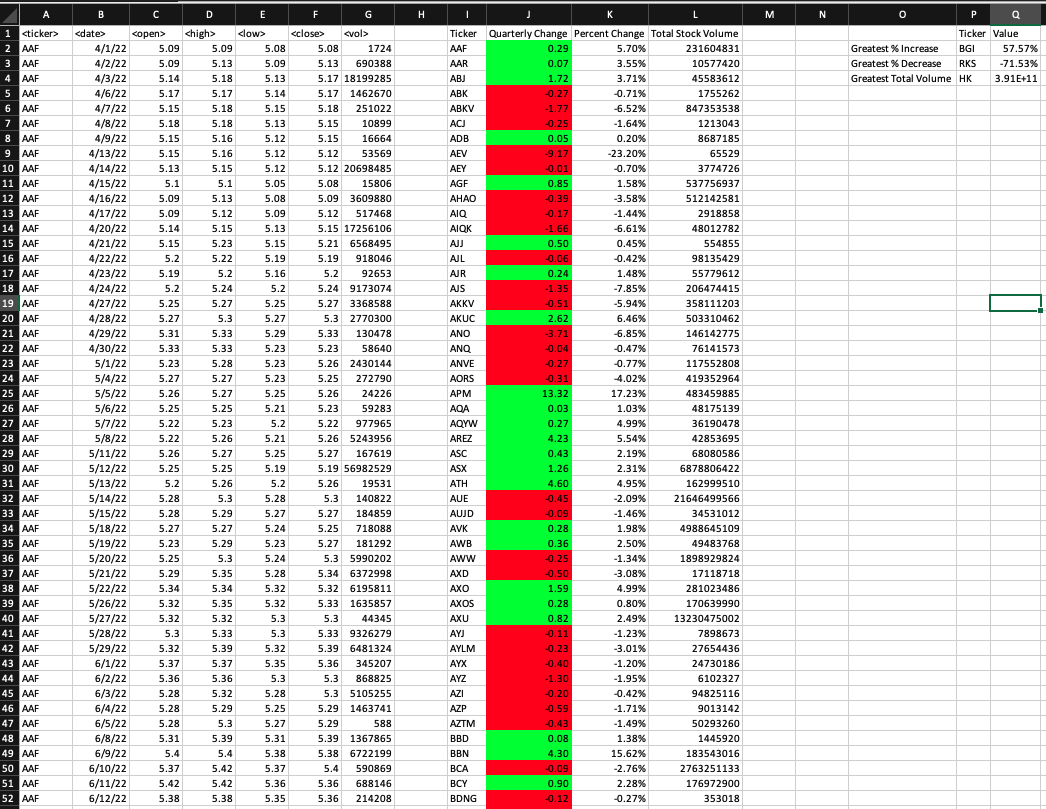 A B C D E F G H I J K L M N O P Q
1 <ticker> <date> <open> <high> <low> <close> <vol> Ticker Quarterly Change Percent Change Total Stock Volume Ticker Value
2 AAF 4/1/22 5.09 5.09 5.08 5.08 1724 AAF 0.29 5.70% 231604831 Greatest % Increase BGI 57.57%
3 AAF 4/2/22 5.09 5.13 5.09 5.13 690388 AAR 0.07 3.55% 10577420 Greatest % Decrease RKS -71.53%
4 AAF 4/3/22 5.14 5.18 5.13 5.17 18199285 ABJ 1.72 3.71% 45583612 Greatest Total Volume HK 3.91E+11
5 AAF 4/6/22 5.17 5.17 5.14 5.17 1462670 ABK -0.27 -0.71% 1755262
6 AAF 4/7/22 5.15 5.18 5.15 5.18 251022 ABKV -1.77 -6.52% 847353538
7 AAF 4/8/22 5.18 5.18 5.13 5.15 10899 ACJ -0.25 -1.64% 1213043
8 AAF 4/9/22 5.15 5.16 5.12 5.15 16664 ADB 0.05 0.20% 8687185
9 AAF 4/13/22 5.15 5.16 5.12 5.12 53569 AEV -9.17 -23.20% 65529
10 AAF 4/14/22 5.13 5.15 5.12 5.12 20698485 AEY -0.01 -0.70% 3774726
11 AAF 4/15/22 5.1 5.1 5.05 5.08 15806 AGF 0.85 1.58% 537756937
12 AAF 4/16/22 5.09 5.13 5.08 5.09 3609880 AHAO -0.39 -3.58% 512142581
13 AAF 4/17/22 5.09 5.12 5.09 5.12 517468 AIQ -0.17 -1.44% 2918858
14 AAF 4/20/22 5.14 5.15 5.13 5.15 17256106 AIQK -1.66 -6.61% 48012782
15 AAF 4/21/22 5.15 5.23 5.15 5.21 6568495 AJJ 0.50 0.45% 554855
16 AAF 4/22/22 5.2 5.22 5.19 5.19 918046 AJL -0.06 -0.42% 98135429
17 AAF 4/23/22 5.19 5.2 5.16 5.2 92653 AJR 0.24 1.48% 55779612
18 AAF 4/24/22 5.2 5.24 5.2 5.24 9173074 AJS -1.35 -7.85% 206474415
19 AAF 4/27/22 5.25 5.27 5.25 5.27 3368588 AKKV -0.51 -5.94% 358111203
20 AAF 4/28/22 5.27 5.3 5.27 5.3 2770300 AKUC 2.62 6.46% 503310462
21 AAF 4/29/22 5.31 5.33 5.29 5.33 130478 ANO -3.71 -6.85% 146142775
22 AAF 4/30/22 5.33 5.33 5.23 5.23 58640 ANQ -0.04 -0.47% 76141573
23 AAF 5/1/22 5.23 5.28 5.23 5.26 2430144 ANVE -0.27 -0.77% 117552808
24 AAF 5/4/22 5.27 5.27 5.23 5.25 272790 AORS -0.31 -4.02% 419352964
25 AAF 5/5/22 5.26 5.27 5.25 5.26 24226 APM 13.32 17.23% 483459885
26 AAF 5/6/22 5.25 5.25 5.21 5.23 59283 AQA 0.03 1.03% 48175139
27 AAF 5/7/22 5.22 5.23 5.2 5.22 977965 AQYW 0.27 4.99% 36190478
28 AAF 5/8/22 5.22 5.26 5.21 5.26 5243956 AREZ 4.23 5.54% 42853695
29 AAF 5/11/22 5.26 5.27 5.25 5.27 167619 ASC 0.43 2.19% 68080586
30 AAF 5/12/22 5.25 5.25 5.19 5.19 56982529 ASX 1.26 2.31% 6878806422
31 AAF 5/13/22 5.2 5.26 5.2 5.26 19531 ATH 4.60 4.95% 162999510
32 AAF 5/14/22 5.28 5.3 5.28 5.3 140822 AUE -0.45 -2.09% 21646499566
33 AAF 5/15/22 5.28 5.29 5.27 5.27 184859 AUJD -0.09 -1.46% 34531012
34 AAF 5/18/22 5.27 5.27 5.24 5.25 718088 AVK 0.28 1.98% 4988645109
35 AAF 5/19/22 5.23 5.29 5.23 5.27 181292 AWB 0.36 2.50% 49483768
36 AAF 5/20/22 5.25 5.3 5.24 5.3 5990202 AWW -0.25 -1.34% 1898929824
37 AAF 5/21/22 5.29 5.35 5.28 5.34 6372998 AXD -0.50 -3.08% 17118718
38 AAF 5/22/22 5.34 5.34 5.32 5.32 6195811 AXO 1.59 4.99% 281023486
39 AAF 5/26/22 5.32 5.35 5.32 5.33 1635857 AXOS 0.28 0.80% 170639990
40 AAF 5/27/22 5.32 5.32 5.3 5.3 44345 AXU 0.82 2.49% 13230475002
41 AAF 5/28/22 5.3 5.33 5.3 5.33 9326279 AYJ -0.11 -1.23% 7898673
42 AAF 5/29/22 5.32 5.39 5.32 5.39 6481324 AYLM -0.23 -3.01% 27654436
43 AAF 6/1/22 5.37 5.37 5.35 5.36 345207 AYX -0.40 -1.20% 24730186
44 AAF 6/2/22 5.36 5.36 5.3 5.3 868825 AYZ -1.30 -1.95% 6102327
45 AAF 6/3/22 5.28 5.32 5.28 5.3 5105255 AZI -0.20 -0.42% 94825116
46 AAF 6/4/22 5.28 5.29 5.25 5.29 1463741 AZP -0.59 -1.71% 9013142
47 AAF 6/5/22 5.28 5.3 5.27 5.29 588 AZTM -0.43 -1.49% 50293260
48 AAF 6/8/22 5.31 5.39 5.31 5.39 1367865 BBD 0.08 1.38% 1445920
49 AAF 6/9/22 5.4 5.4 5.38 5.38 6722199 BBN 4.30 15.62% 183543016
50 AAF 6/10/22 5.37 5.42 5.37 5.4 590869 BCA -0.09 -2.76% 2763251133
51 AAF 6/11/22 5.42 5.42 5.36 5.36 688146 BCY 0.90 2.28% 176972900
52 AAF 6/12/22 5.38 5.38 5.35 5.36 214208 BDNG -0.12 -0.27% 353018